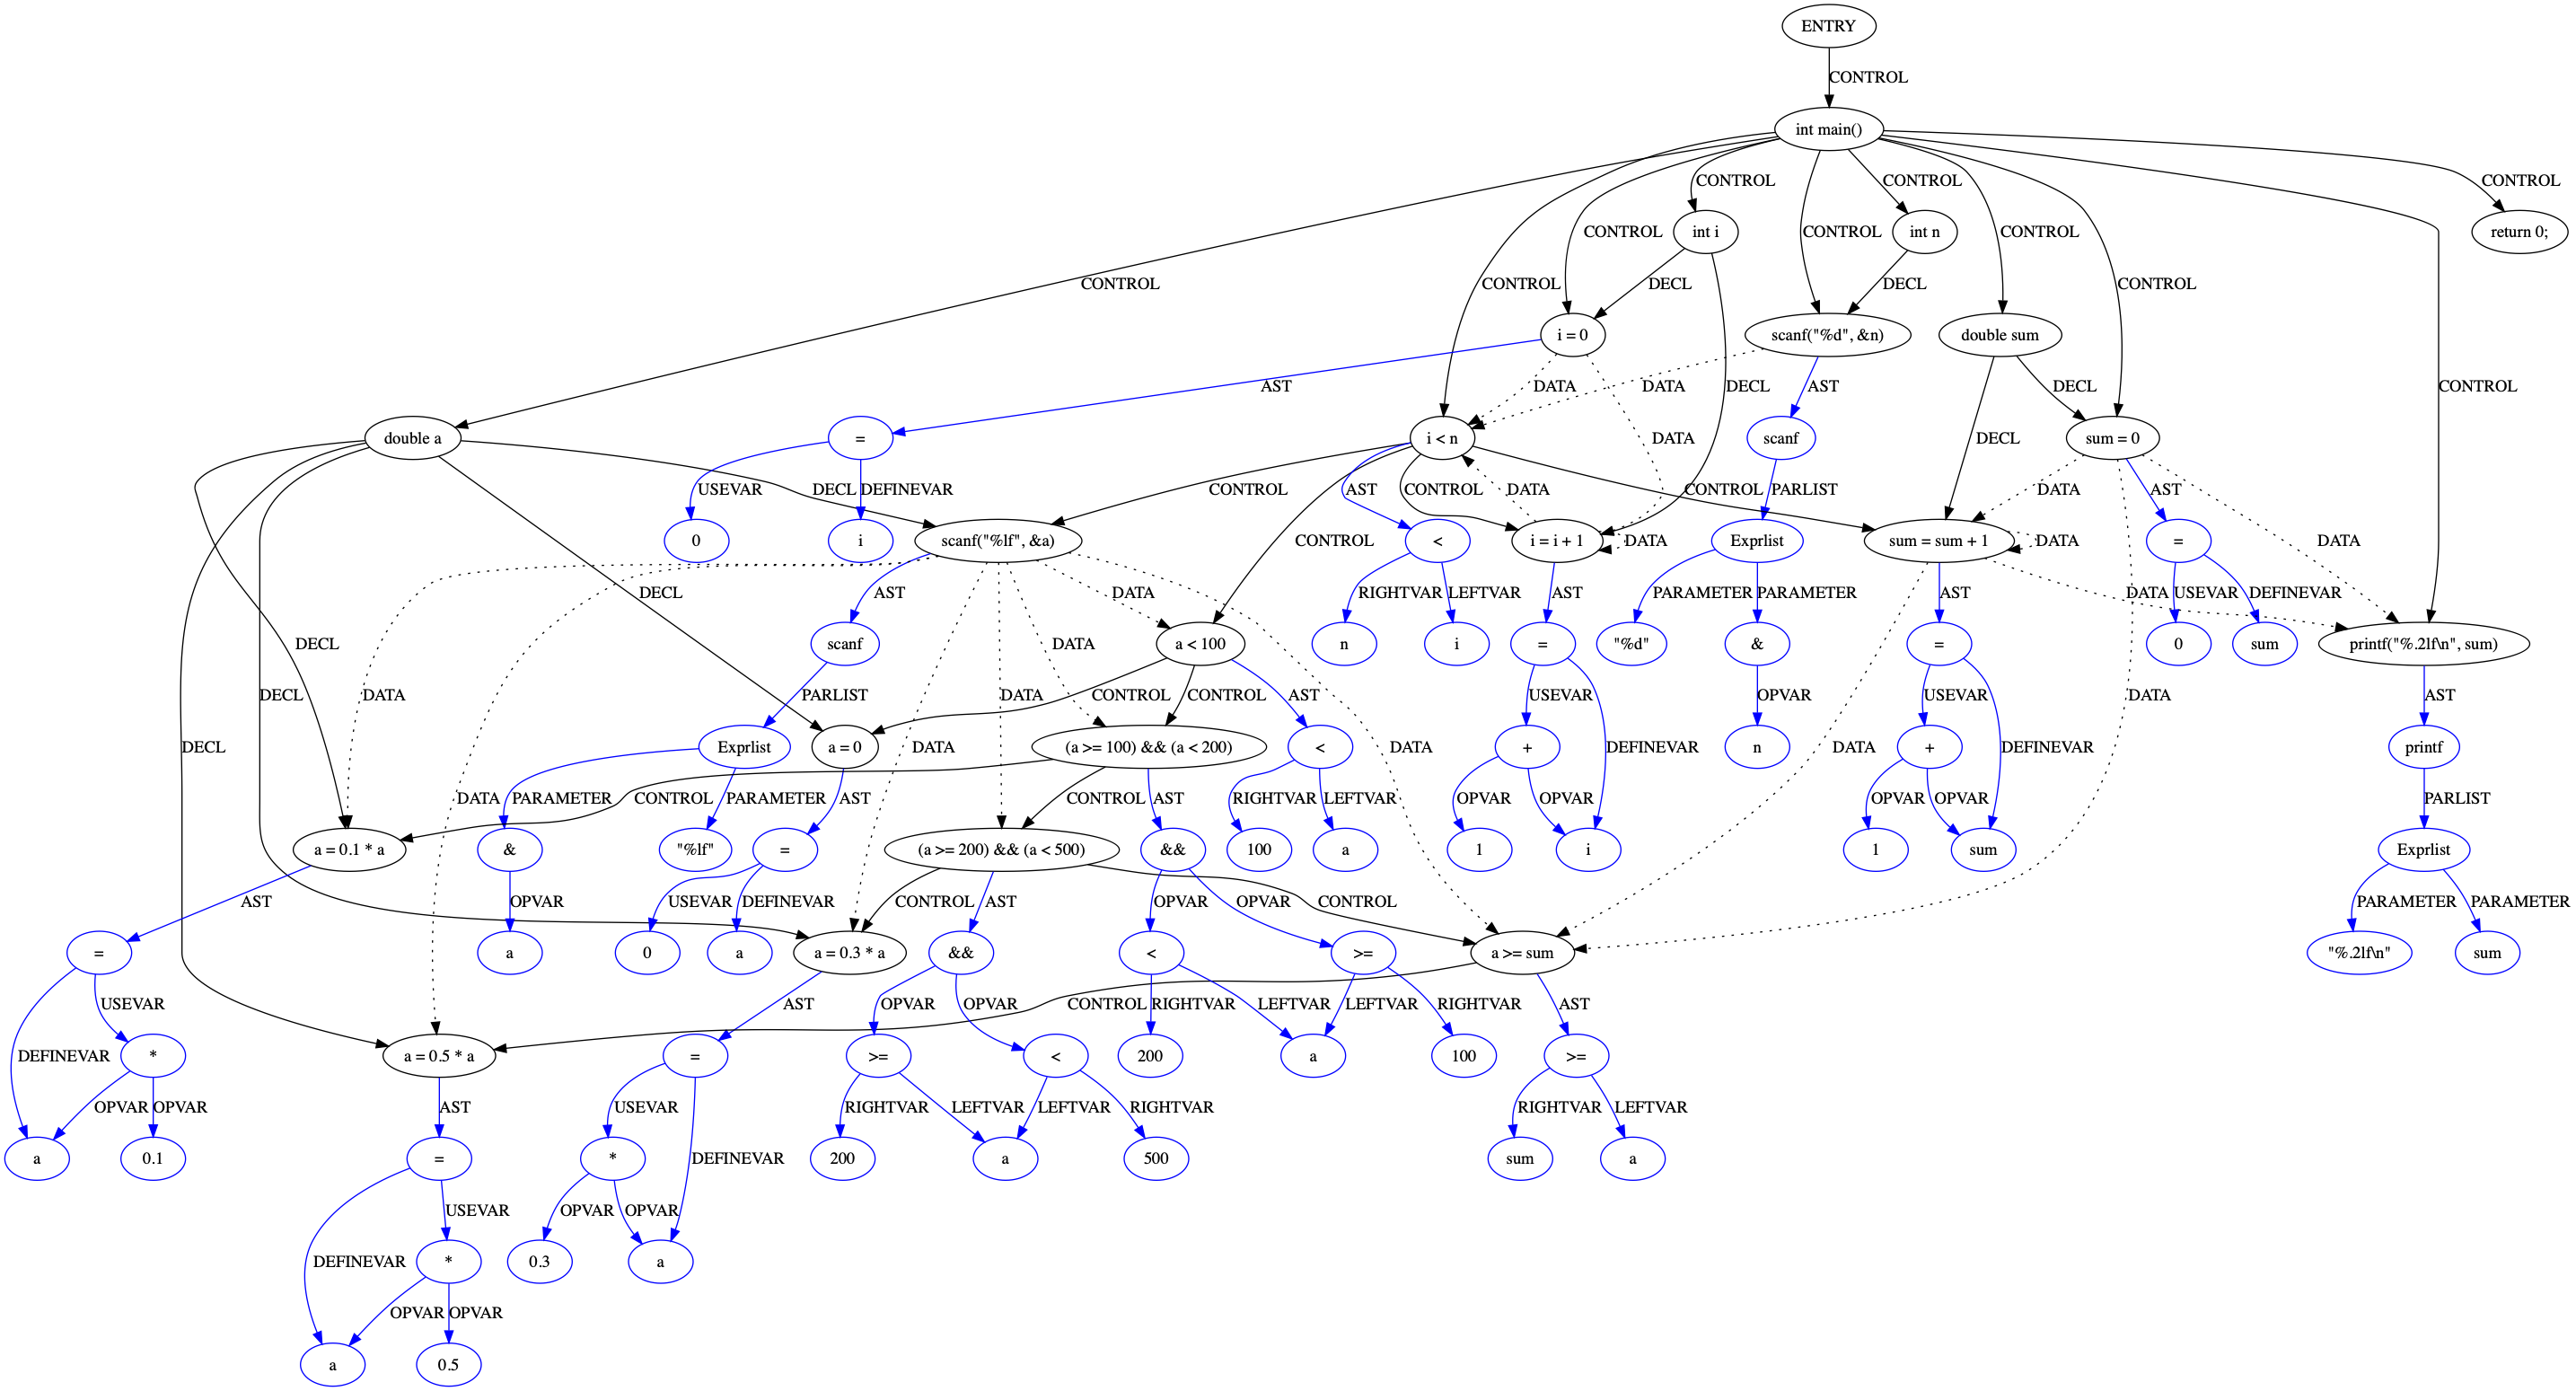 ENTRY
CONTROL
int main()
CONTROL CONTROL CONTROL
int i int n return 0;
CONTROL CONTROL CONTROL
CONTROL CONTROL DECL DECL CONTROL
i = 0 scanf("%d", &n) double sum
AST DATA DATA AST DECL DECL CONTROL
double a = i < n scanf sum = 0
DATA DECL
USEVAR DECL DEFINEVAR CONTROL AST CONTROL DATA CONTROL PARLIST DATA AST
0 i scanf("%lf", &a) < i = i + 1 DATA Exprlist sum = sum + 1 DATA = DATA
DECL AST DATA CONTROL RIGHTVAR LEFTVAR AST PARAMETER PARAMETER AST DATA USEVAR DEFINEVAR
DECL scanf DATA a < 100 n i = "%d" & = 0 sum printf("%.2lf\n", sum)
DECL DATA PARLIST DATA CONTROL CONTROL AST USEVAR OPVAR USEVAR DATA AST
DECL Exprlist a = 0 DATA (a >= 100) && (a < 200) < DATA + DEFINEVAR n DATA + DEFINEVAR printf
DATA PARAMETER CONTROL PARAMETER AST CONTROL AST RIGHTVAR LEFTVAR OPVAR OPVAR OPVAR OPVAR PARLIST
a = 0.1 * a & "%lf" = (a >= 200) && (a < 500) && 100 a 1 i 1 sum Exprlist
AST OPVAR USEVAR DEFINEVAR CONTROL AST OPVAR OPVAR CONTROL PARAMETER PARAMETER
= a 0 a a = 0.3 * a && < >= a >= sum "%.2lf\n" sum
USEVAR AST OPVAR OPVAR CONTROL RIGHTVAR LEFTVAR LEFTVAR RIGHTVAR AST
DEFINEVAR * a = 0.5 * a = >= < 200 a 100 >=
OPVAR OPVAR AST USEVAR RIGHTVAR LEFTVAR LEFTVAR RIGHTVAR RIGHTVAR LEFTVAR
a 0.1 = * DEFINEVAR 200 a 500 sum a
USEVAR OPVAR OPVAR
DEFINEVAR * 0.3 a
OPVAR OPVAR
a 0.5